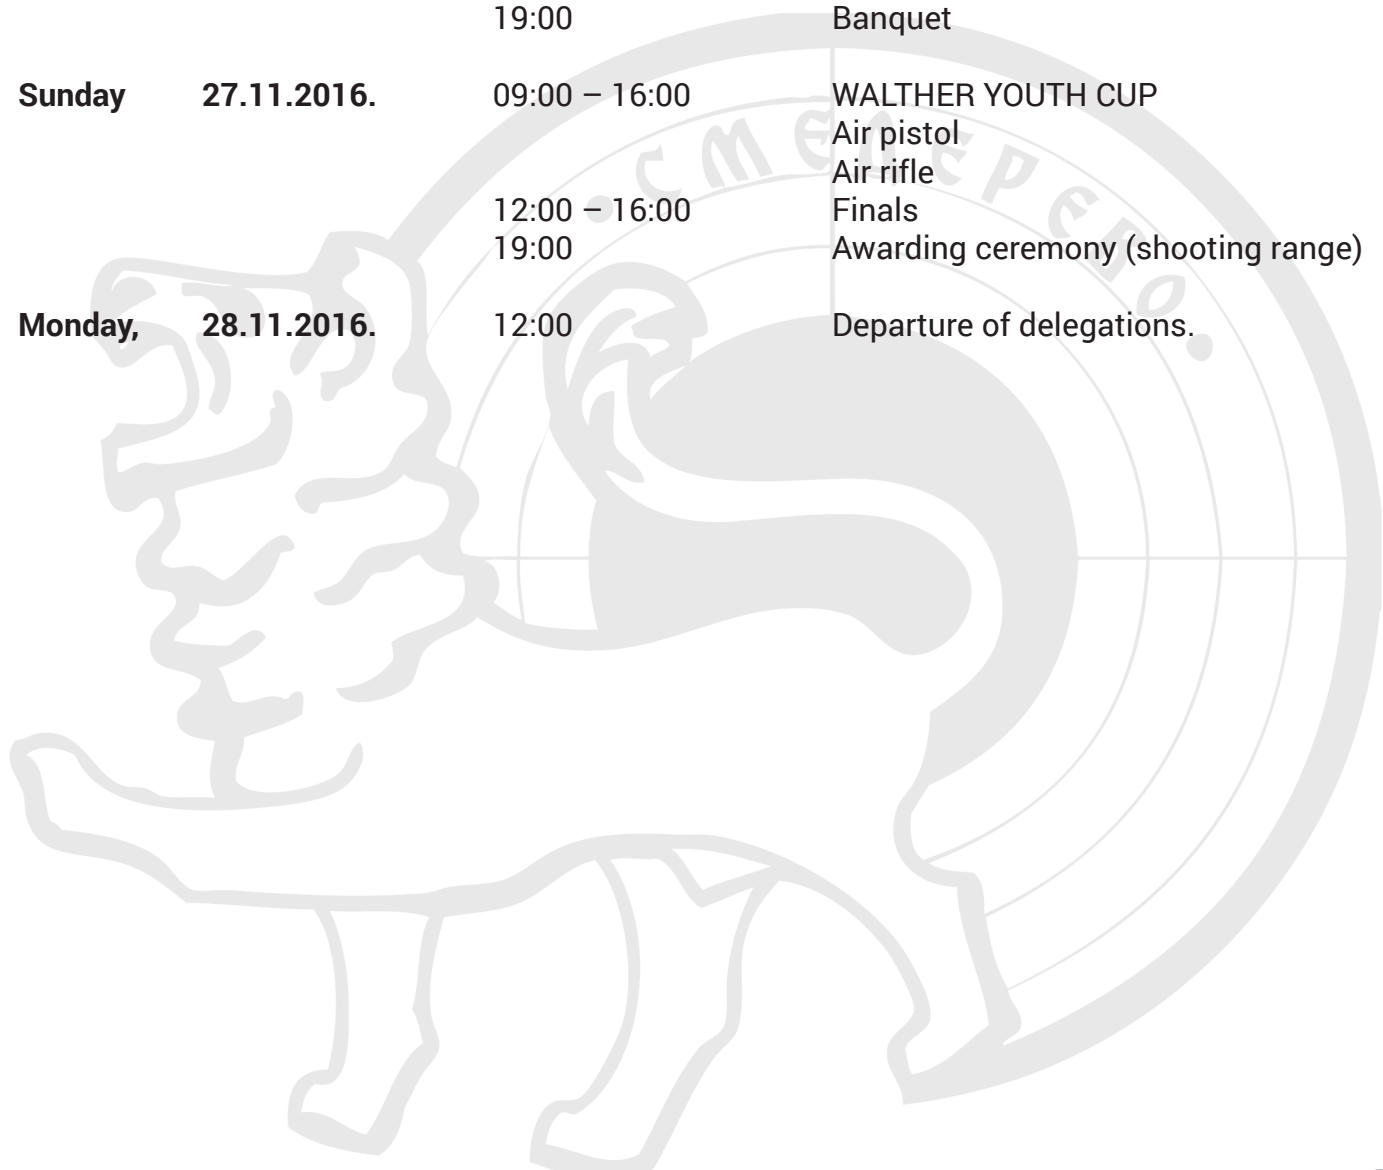 19:00 Banquet
Sunday 27.11.2016. 09:00 – 16:00 WALTHER YOUTH CUP
Air pistol
Air rifle
12:00 – 16:00 Finals
19:00 Awarding ceremony (shooting range)
Monday, 28.11.2016. 12:00 Departure of delegations.
• СМЕДЕРЕВО •